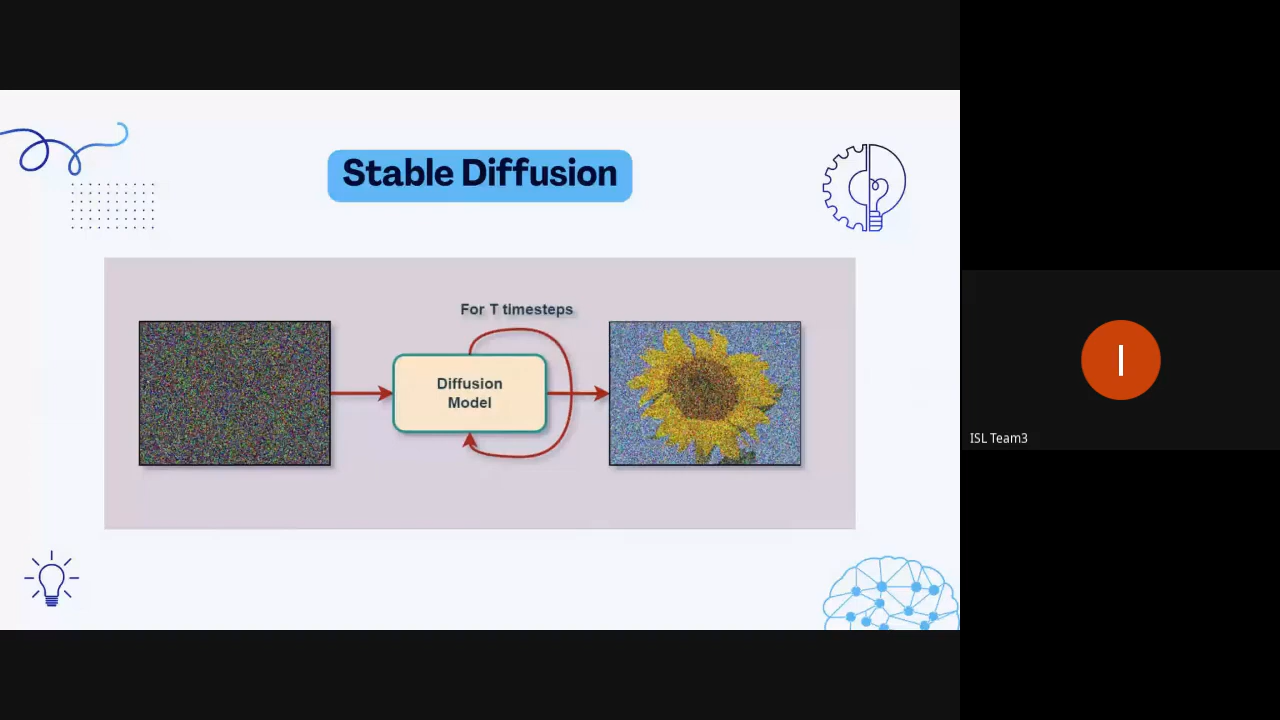 Stable Diffusion
For T timesteps
Diffusion
Model
I
ISL Team3